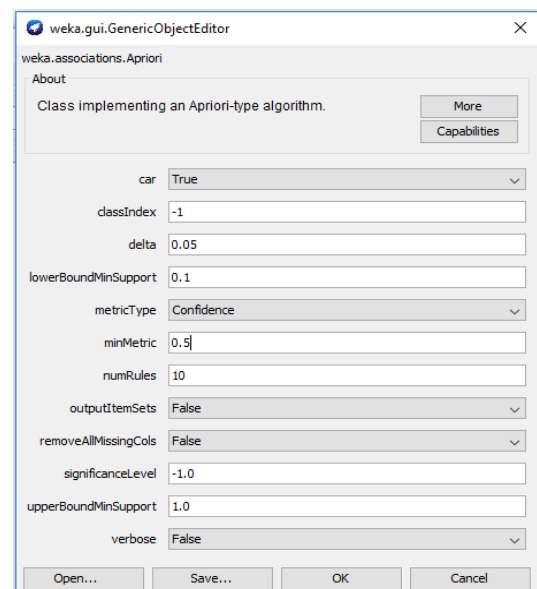 weka.gui.GenericObjectEditor
weka.associations.Apriori
About
Class implementing an Apriori-type algorithm.
More
Capabilities
car True
classIndex -1
delta 0.05
lowerBoundMinSupport 0.1
metricType Confidence
minMetric 0.5
numRules 10
outputItemSets False
removeAllMissingCols False
significanceLevel -1.0
upperBoundMinSupport 1.0
verbose False
Open... Save... OK Cancel